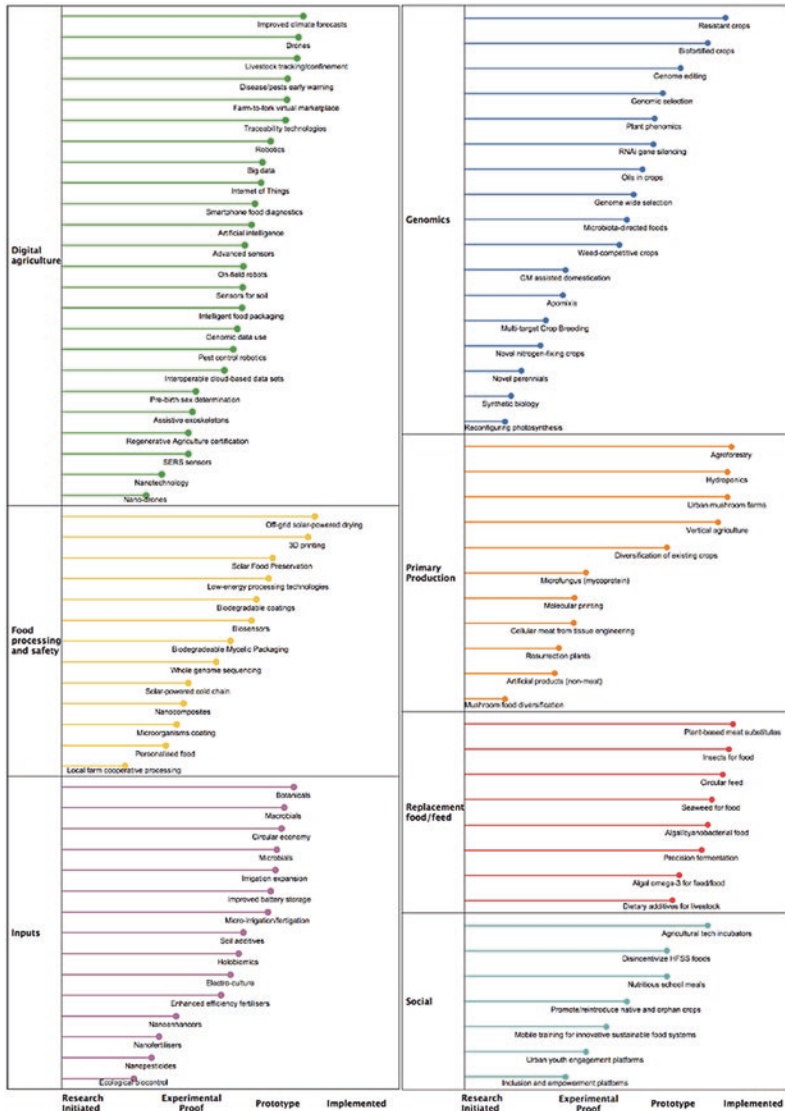 Digital
agriculture
Improved climate forecasts
Drones
Livestock tracking/confinement
Disease/pests early warning
Farm-to-fork virtual marketplace
Traceability technologies
Robotics
Big data
Internet of Things
Smartphone food diagnostics
Artificial intelligence
Advanced sensors
On-field robots
Sensors for soil
Intelligent food packaging
Genomic data use
Pest control robotics
Interoperable cloud-based data sets
Pre-birth sex determination
Assistive exoskeletons
Regenerative Agriculture certification
SERS sensors
Nanotechnology
Nano-drones
Food
processing
and safety
Off-grid solar-powered drying
3D printing
Solar Food Preservation
Low-energy processing technologies
Biodegradable coatings
Biosensors
Biodegradeable Mycelic Packaging
Whole genome sequencing
Solar-powered cold chain
Nanocomposites
Microorganisms coating
Personalised food
Local farm cooperative processing
Inputs
Botanicals
Macrobials
Circular economy
Microbials
Irrigation expansion
Improved battery storage
Micro-irrigation/fertigation
Soil additives
Holobiomics
Electro-culture
Enhanced efficiency fertilisers
Nanoenhancers
Nanofertilisers
Nanopesticides
Ecological biocontrol
Research
Initiated
Experimental
Proof
Prototype
Implemented
Genomics
Resistant crops
Biofortified crops
Genome editing
Genomic selection
Plant phenomics
RNAi gene silencing
Oils in crops
Genome wide selection
Microbiota-directed foods
Weed-competitive crops
GM assisted domestication
Apomixis
Multi-target Crop Breeding
Novel nitrogen-fixing crops
Novel perennials
Synthetic biology
Reconfiguring photosynthesis
Primary
Production
Agroforestry
Hydroponics
Urban mushroom farms
Vertical agriculture
Diversification of existing crops
Microfungus (mycoprotein)
Molecular printing
Cellular meat from tissue engineering
Resurrection plants
Artificial products (non-meat)
Mushroom food diversification
Replacement
food/feed
Plant-based meat substitutes
Insects for food
Circular feed
Seaweed for food
Algal/cyanobacterial food
Precision fermentation
Algal omega-3 for feed/food
Dietary additives for livestock
Social
Agricultural tech incubators
Disincentivize HFSS foods
Nutritious school meals
Promote/reintroduce native and orphan crops
Mobile training for innovative sustainable food systems
Urban youth engagement platforms
Inclusion and empowerment platforms
Research
Initiated
Experimental
Proof
Prototype
Implemented